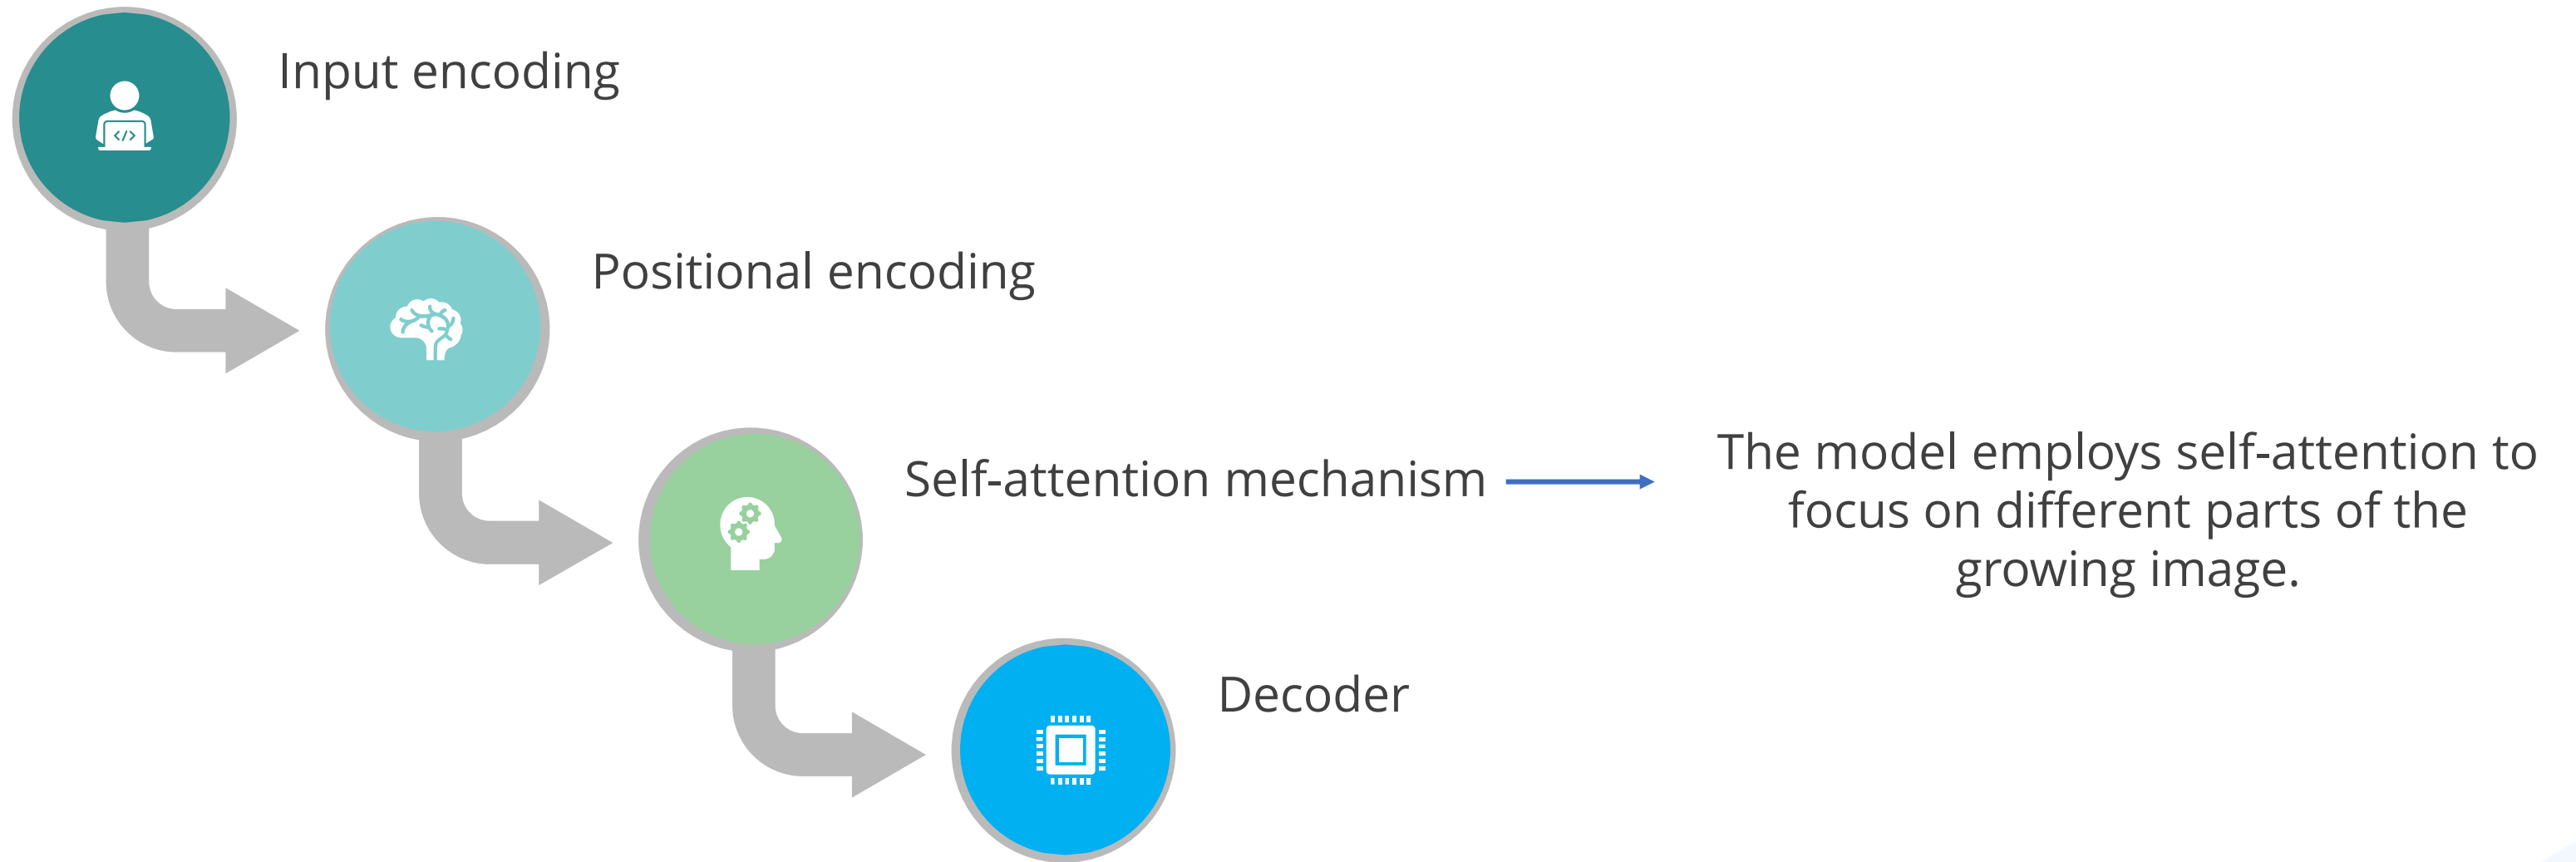 Input encoding
Positional encoding
Self-attention mechanism
The model employs self-attention to
focus on different parts of the
growing image.
Decoder